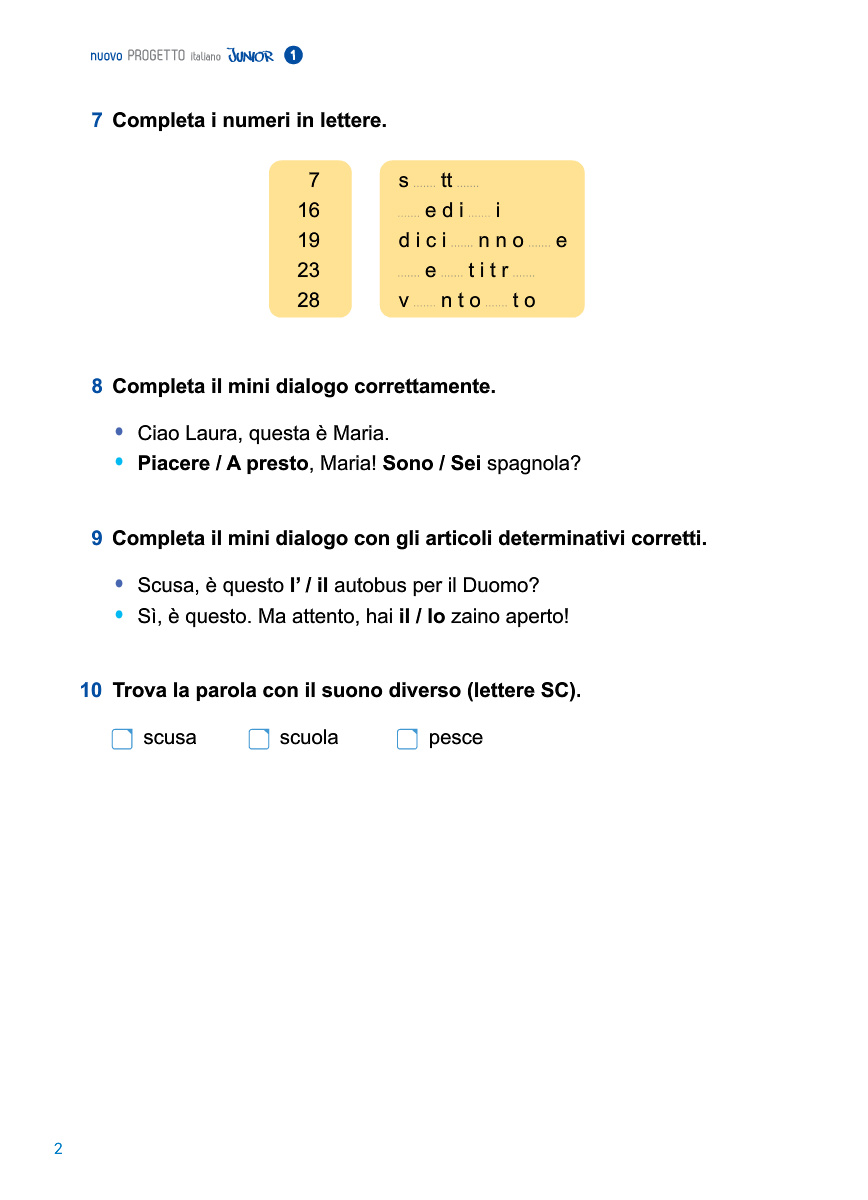 nuovo PROGETTO italiano JUNIOR 1
7 Completa i numeri in lettere.
7 s ....... tt .......
16 ....... e d i ....... i
19 d i c i ....... n n o ....... e
23 ....... e ....... t i t r .......
28 v ....... n t o ....... t o
8 Completa il mini dialogo correttamente.
• Ciao Laura, questa è Maria.
• Piacere / A presto, Maria! Sono / Sei spagnola?
9 Completa il mini dialogo con gli articoli determinativi corretti.
• Scusa, è questo l’ / il autobus per il Duomo?
• Sì, è questo. Ma attento, hai il / lo zaino aperto!
10 Trova la parola con il suono diverso (lettere SC).
scusa scuola pesce
2